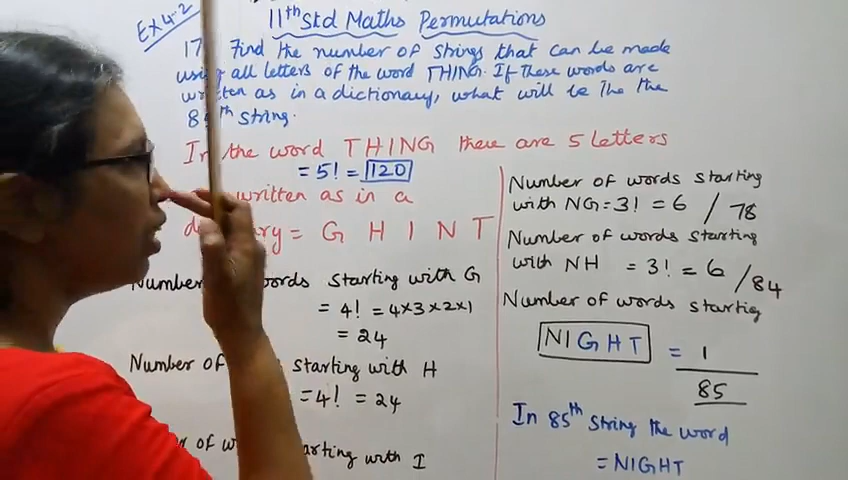 Ex 4.2
11th Std Maths Permutations
17 Find the number of strings that can be made
using all letters of the word THING. If these words are
written as in a dictionary, what will be the the
85th string.
In the word THING there are 5 letters
= 5! = 120
written as in a
= G H I N T
Number words starting with G
= 4! = 4×3×2×1
= 24
Number of starting with H
= 4! = 24
of starting with I
Number of words starting
with NG = 3! = 6 / 78
Number of words starting
with NH = 3! = 6 / 84
Number of words startig
NIGHT = 1
85
In 85th string the word
= NIGHT